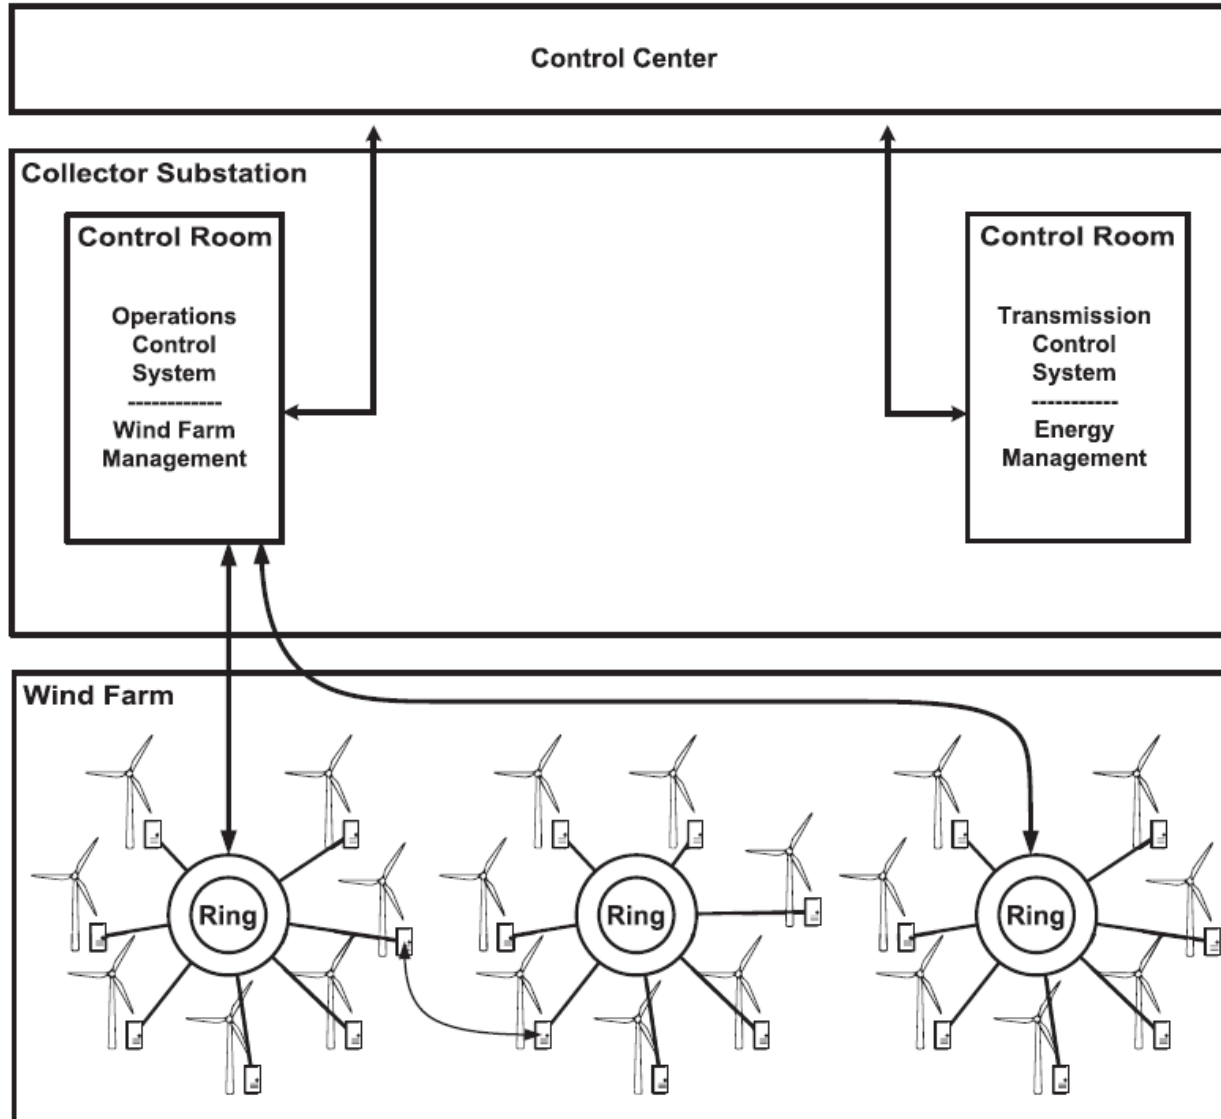 Control Center
Collector Substation
Control Room
Operations
Control
System
------------
Wind Farm
Management
Control Room
Transmission
Control
System
-----------
Energy
Management
Wind Farm
Ring
Ring
Ring